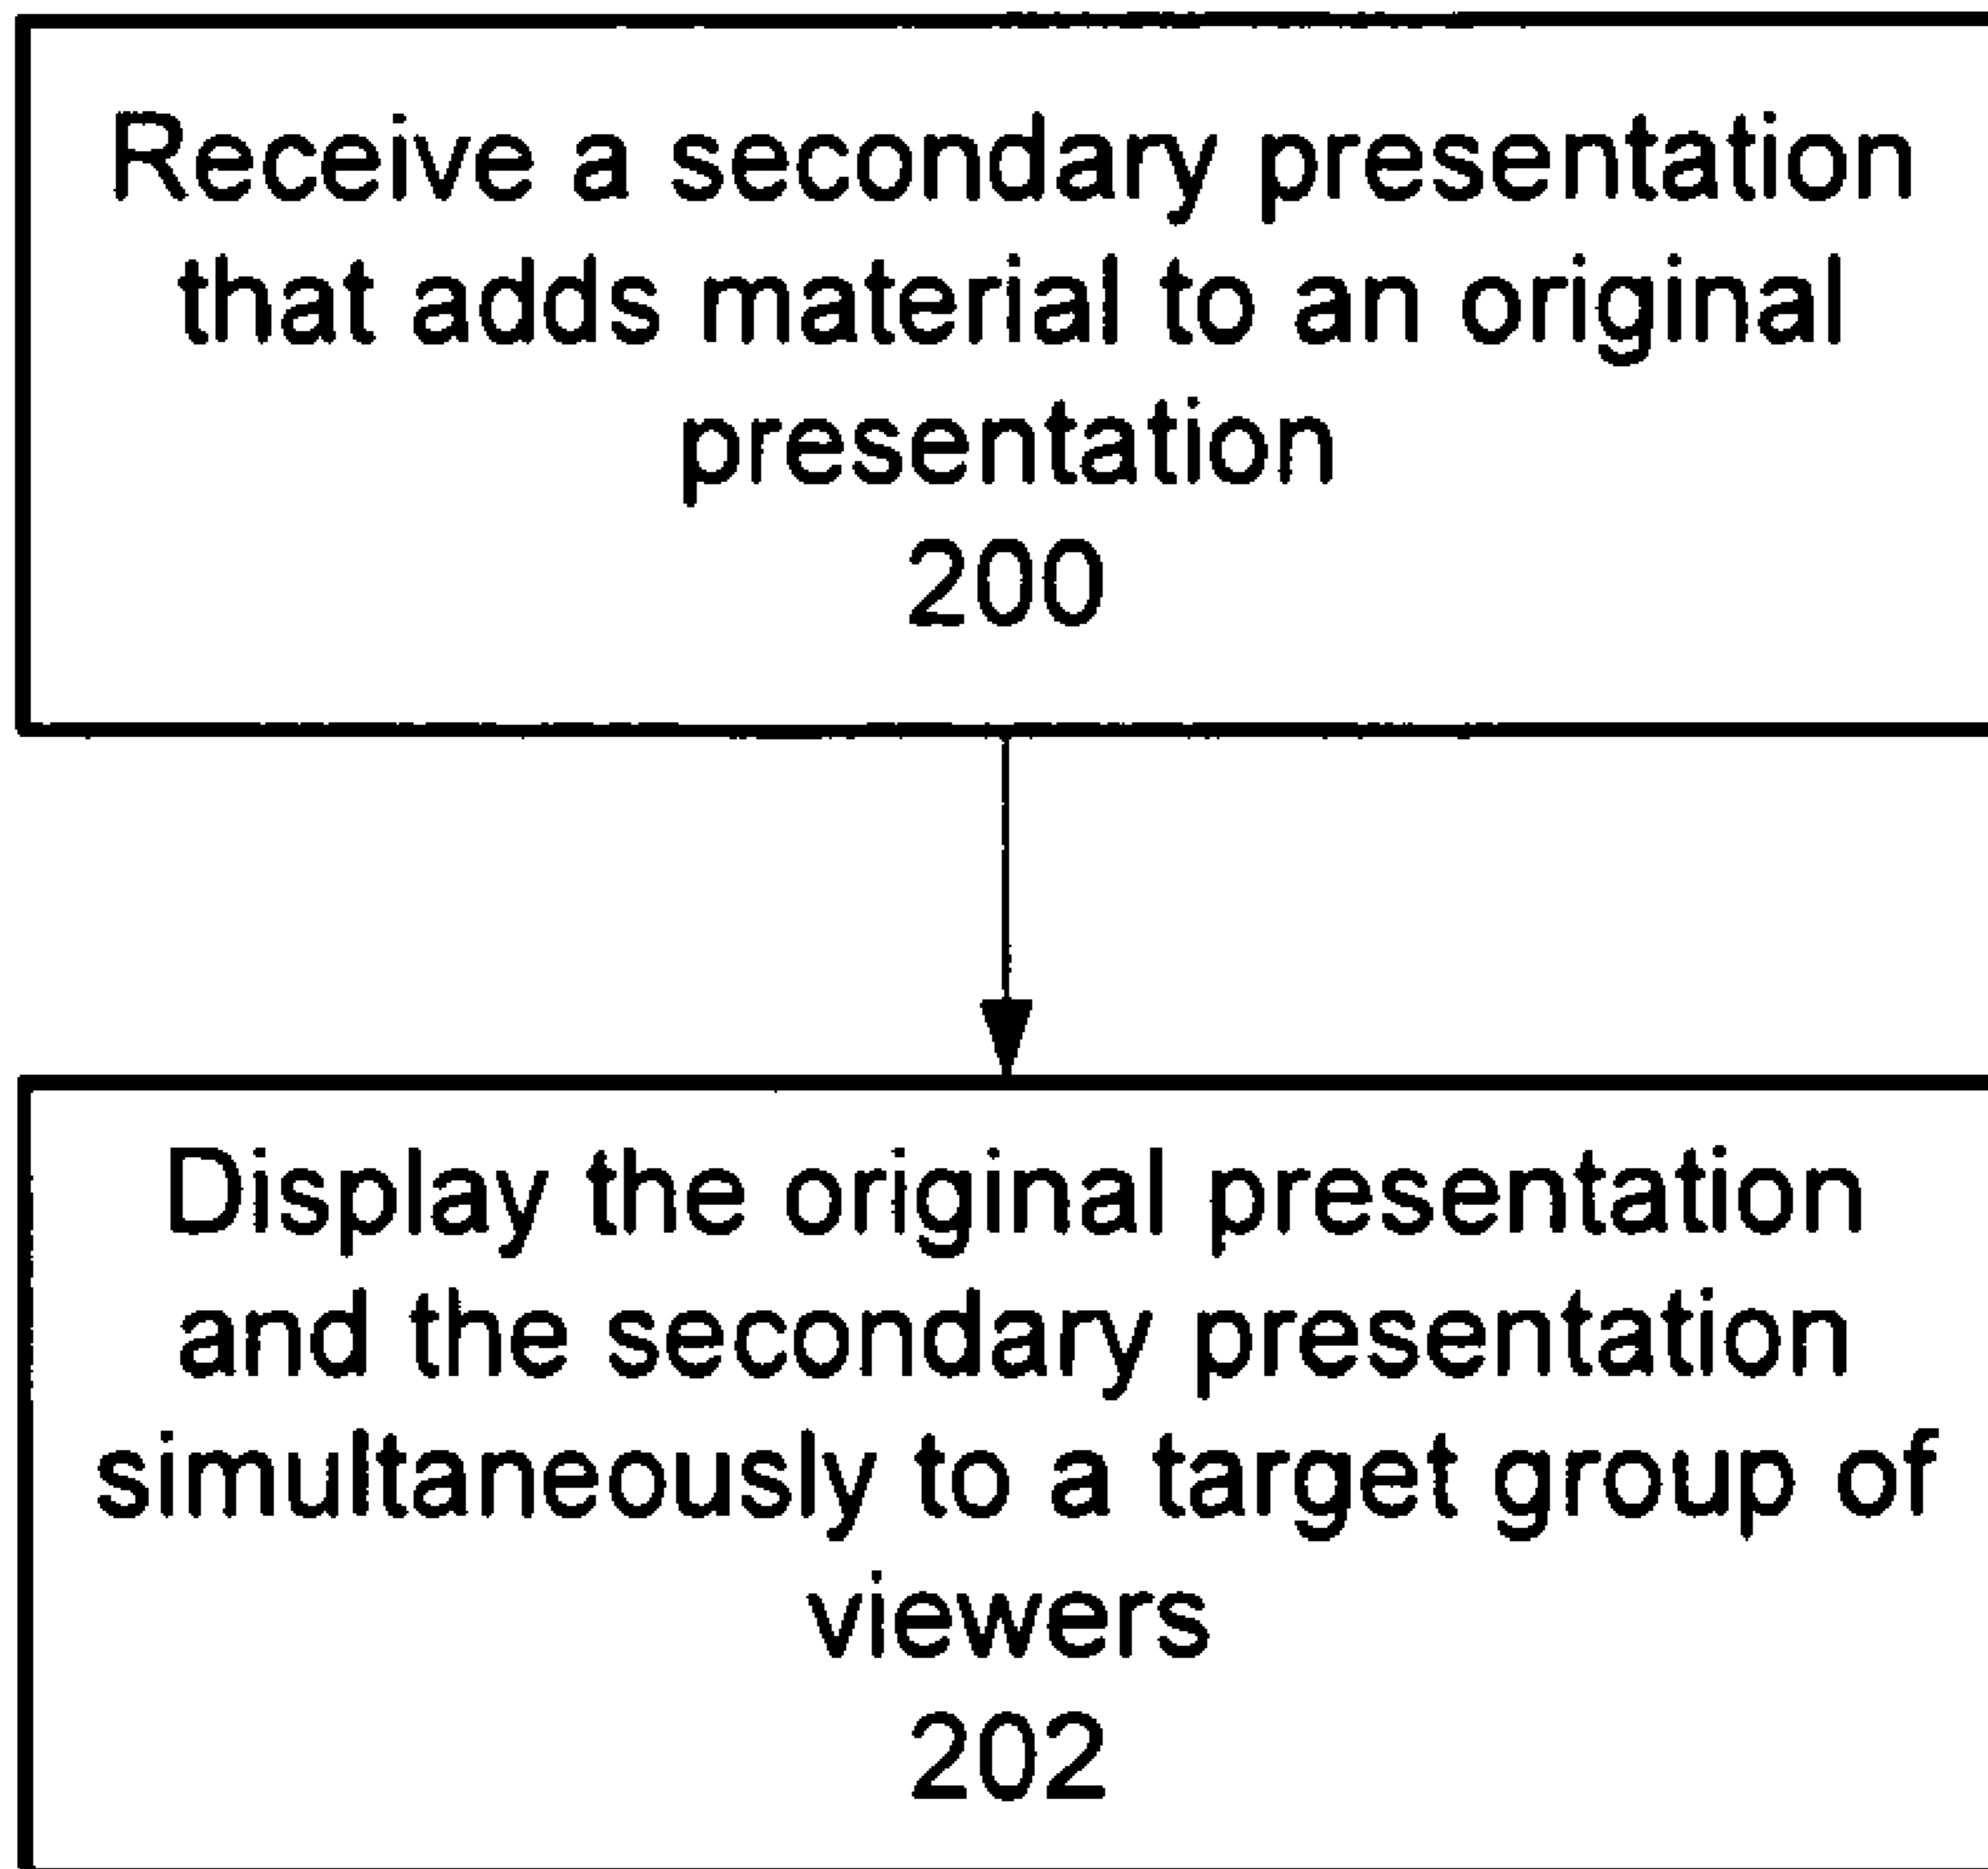 Receive a secondary presentation
that adds material to an original
presentation
200
Display the original presentation
and the secondary presentation
simultaneously to a target group of
viewers
202